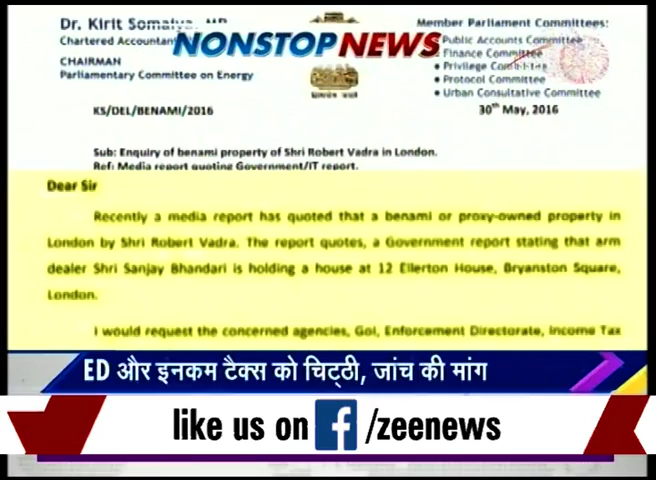 Dr. Kirit Somaiya, MP
Chartered Accountant
CHAIRMAN
Parliamentary Committee on Energy
NONSTOP NEWS
Member Parliament Committees:
Public Accounts Committee
• Finance Committee
• Privilege Committee
• Protocol Committee
• Urban Consultative Committee
KS/DEL/BENAMI/2016
30th May, 2016
Sub: Enquiry of benami property of Shri Robert Vadra in London.
Ref: Media report quoting Government/IT report.
Dear Sir
Recently a media report has quoted that a benami or proxy-owned property in
London by Shri Robert Vadra. The report quotes, a Government report stating that arm
dealer Shri Sanjay Bhandari is holding a house at 12 Ellerton House, Bryanston Square,
London.
I would request the concerned agencies, GoI, Enforcement Directorate, Income Tax
ED और इनकम टैक्स को चिट्ठी, जांच की मांग
like us on f/zeenews